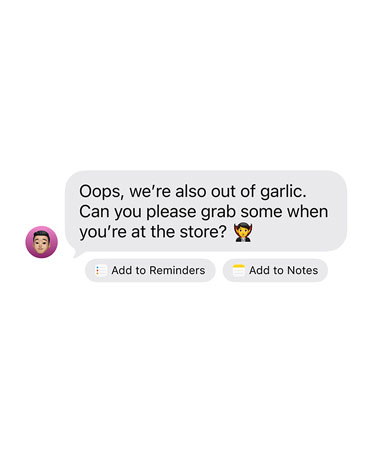 Oops, we’re also out of garlic.
Can you please grab some when
you’re at the store? 🧛
Add to Reminders
Add to Notes